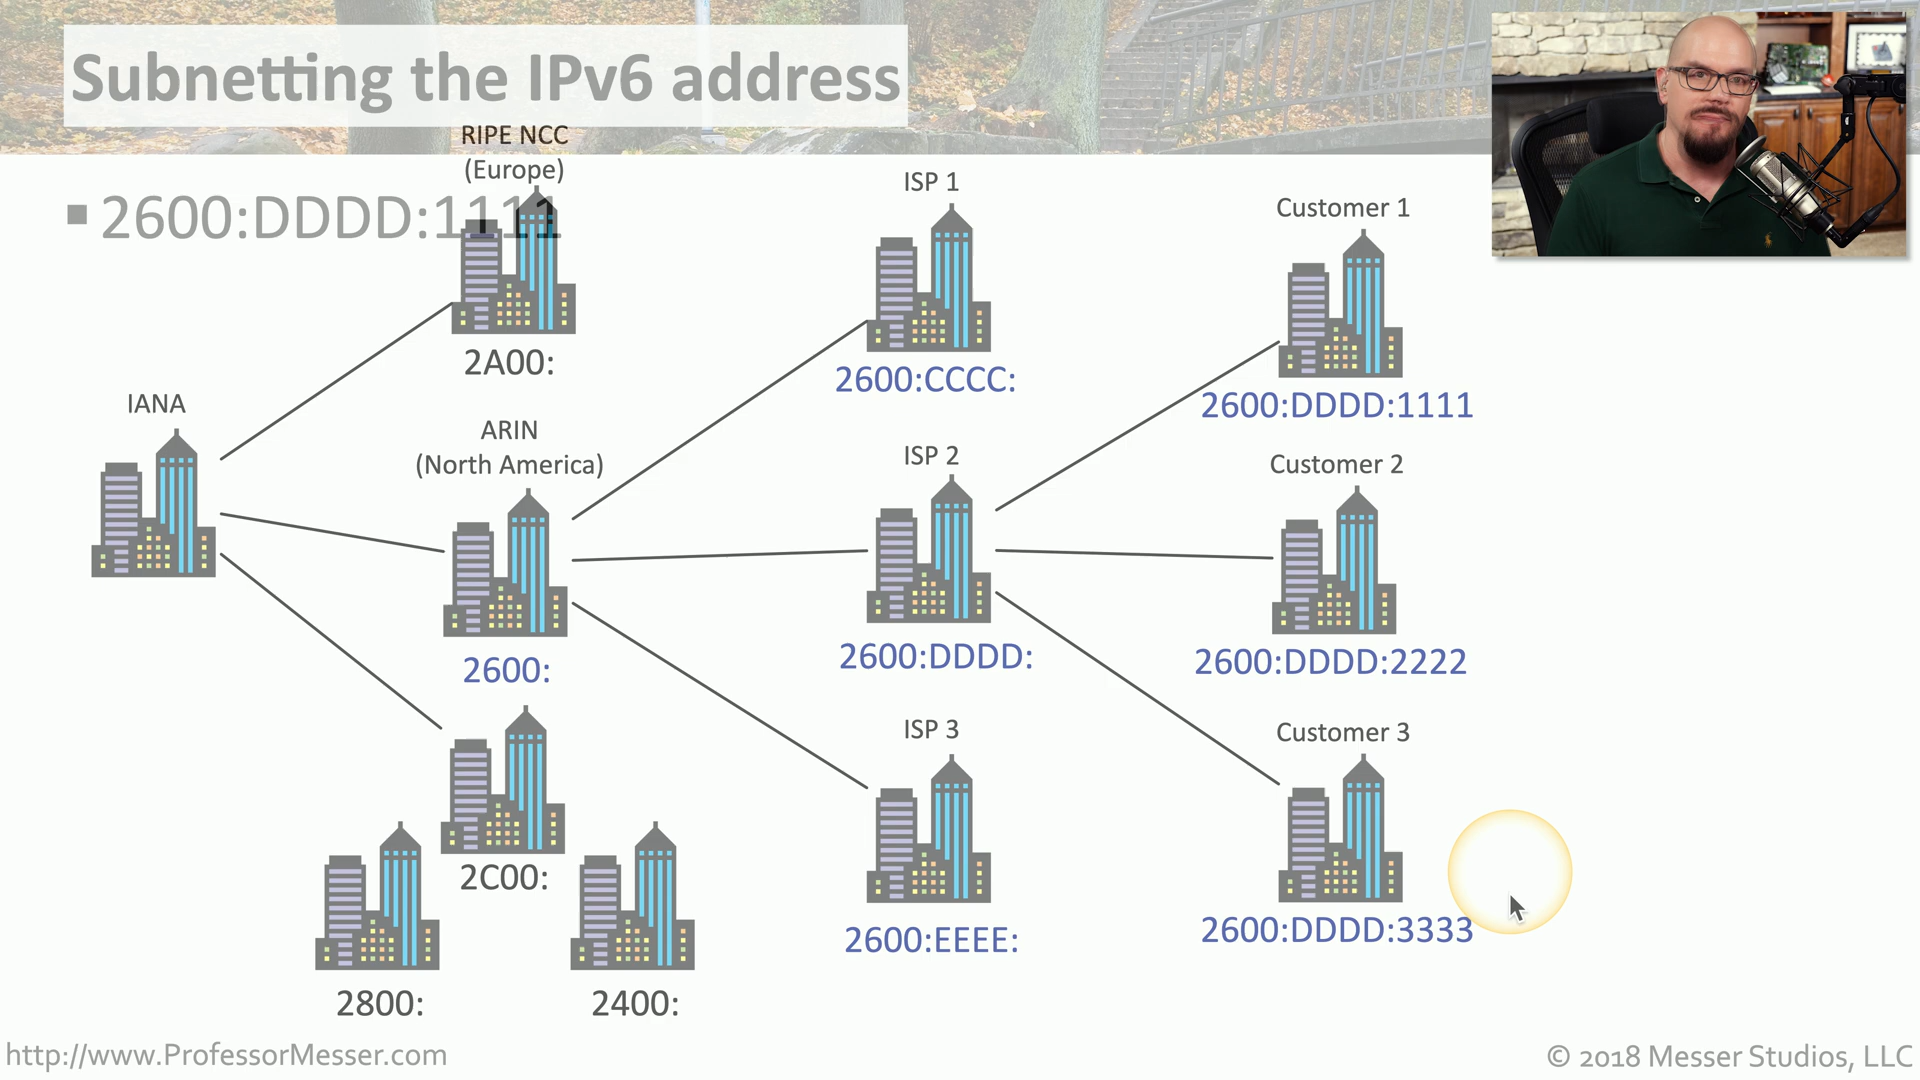 Subnetting the IPv6 address
RIPE NCC
(Europe)
2600:DDDD:1111
2A00:
IANA
ARIN
(North America)
2600:
2C00:
2800:
2400:
ISP 1
2600:CCCC:
ISP 2
2600:DDDD:
ISP 3
2600:EEEE:
Customer 1
2600:DDDD:1111
Customer 2
2600:DDDD:2222
Customer 3
2600:DDDD:3333
http://www.ProfessorMesser.com
© 2018 Messer Studios, LLC